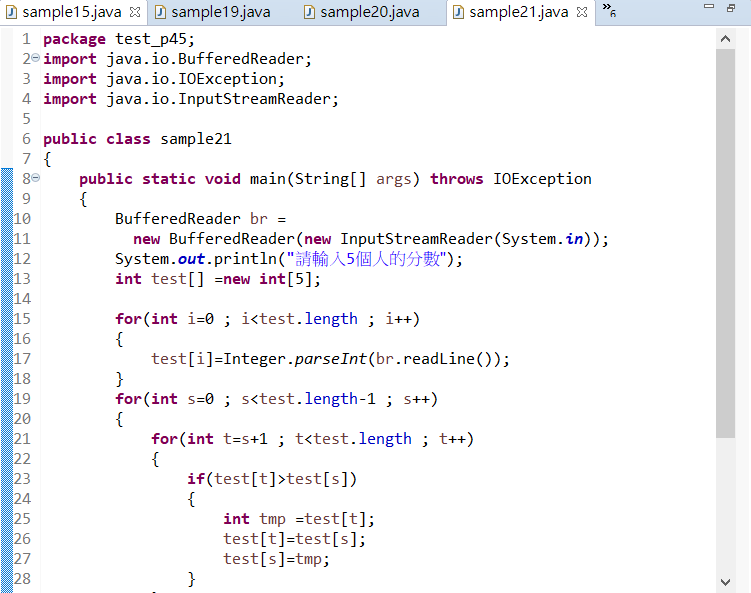 sample15.java sample19.java sample20.java sample21.java »6
1 package test_p45;
2 import java.io.BufferedReader;
3 import java.io.IOException;
4 import java.io.InputStreamReader;
5
6 public class sample21
7 {
8 public static void main(String[] args) throws IOException
9 {
10 BufferedReader br =
11 new BufferedReader(new InputStreamReader(System.in));
12 System.out.println("請輸入5個人的分數");
13 int test[] =new int[5];
14
15 for(int i=0 ; i<test.length ; i++)
16 {
17 test[i]=Integer.parseInt(br.readLine());
18 }
19 for(int s=0 ; s<test.length-1 ; s++)
20 {
21 for(int t=s+1 ; t<test.length ; t++)
22 {
23 if(test[t]>test[s])
24 {
25 int tmp =test[t];
26 test[t]=test[s];
27 test[s]=tmp;
28 }